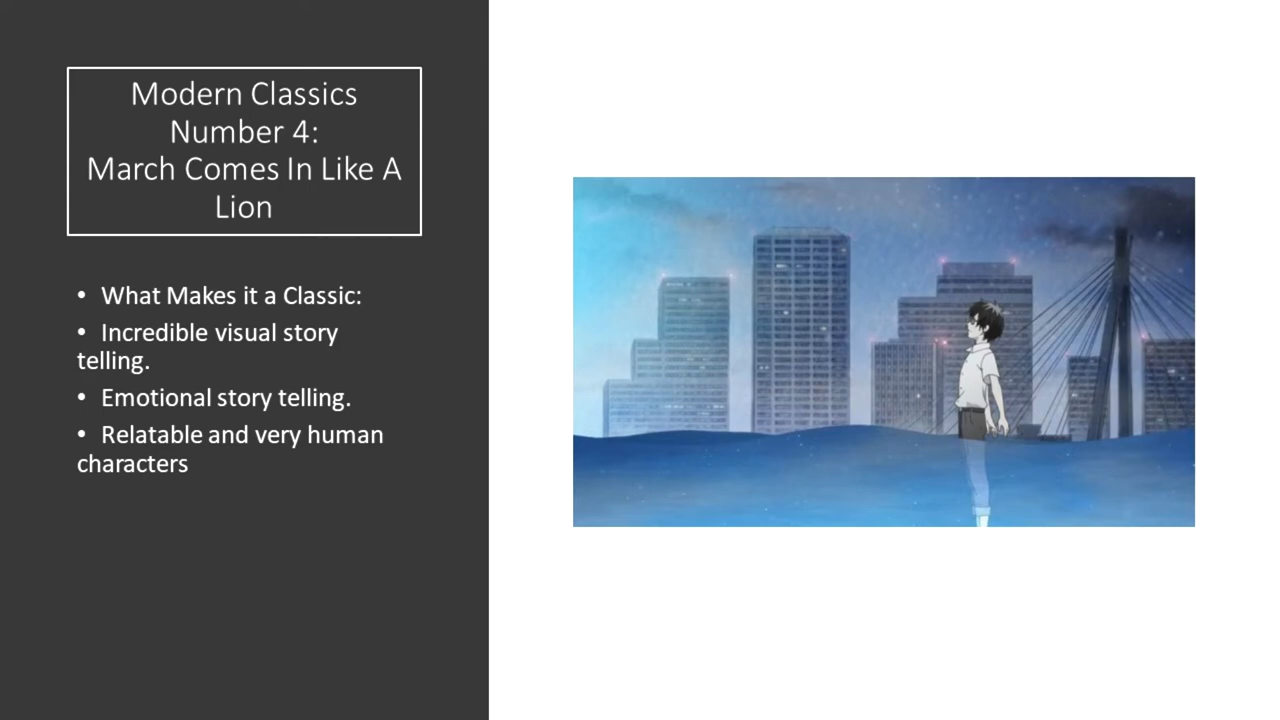 Modern Classics
Number 4:
March Comes In Like A
Lion
• What Makes it a Classic:
• Incredible visual story
telling.
• Emotional story telling.
• Relatable and very human
characters